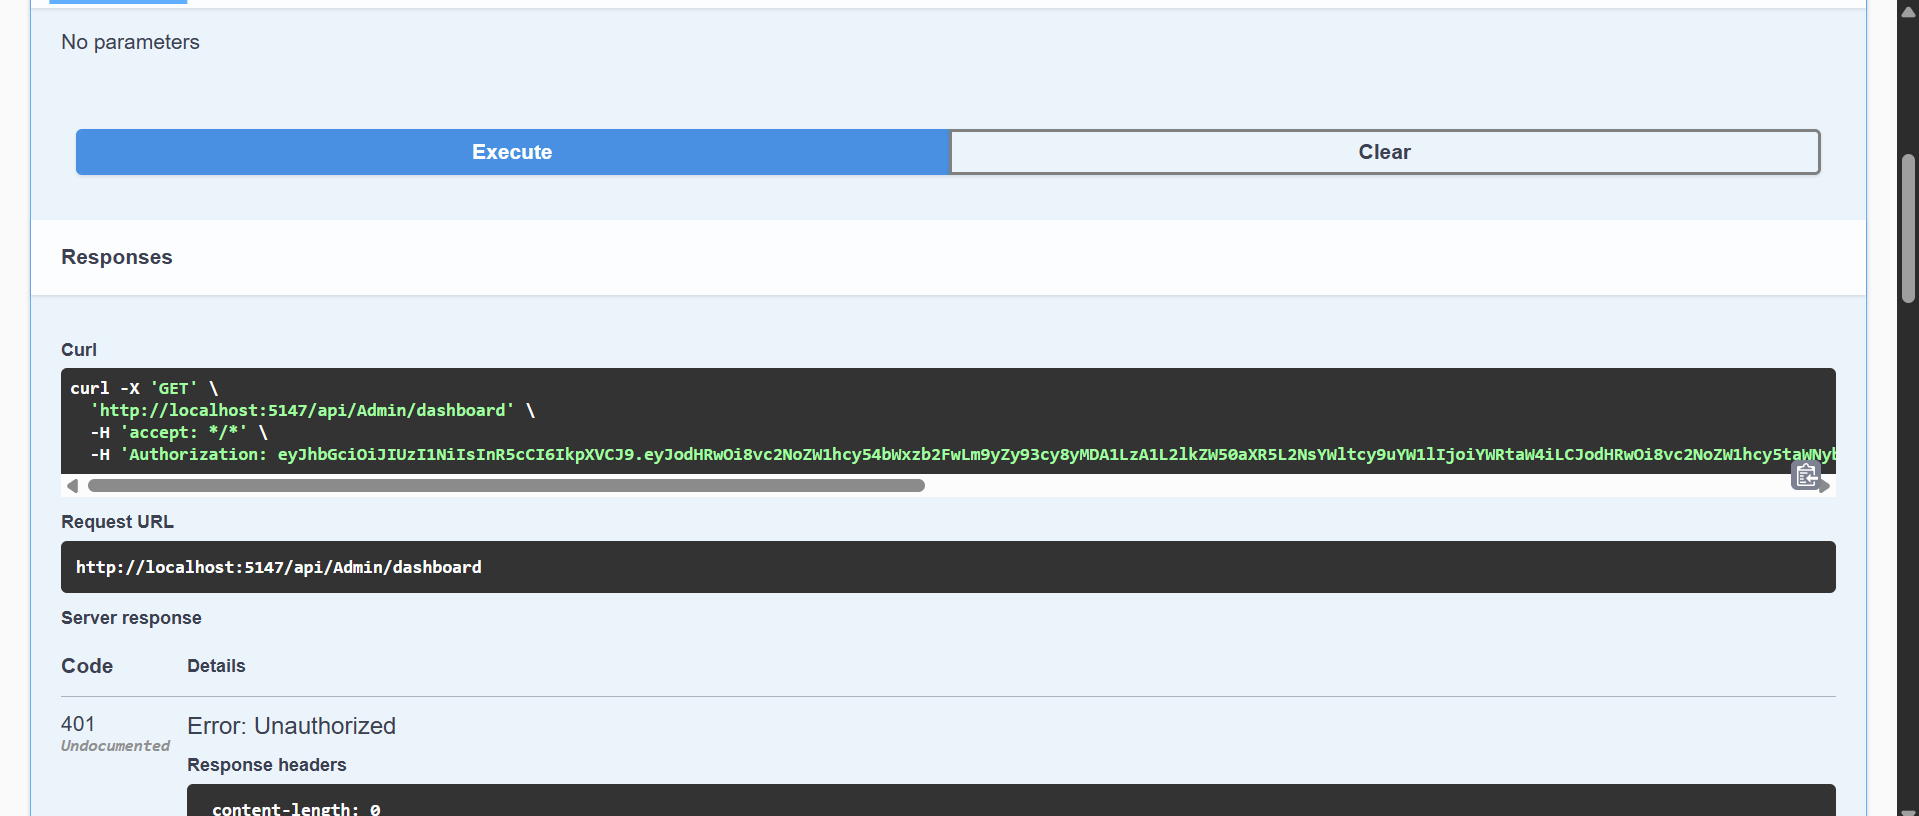 No parameters
Execute
Clear
Responses
Curl
curl -X 'GET' \
'http://localhost:5147/api/Admin/dashboard' \
-H 'accept: */*' \
-H 'Authorization: eyJhbGciOiJIUzI1NiIsInR5cCI6IkpXVCJ9.eyJodHRwOi8vc2NoZW1hcy54bWxzb2FwLm9yZy93cy8yMDA1LzA1L2lkZW50aXR5L2NsYWltcy9uYW1lIjoiYWRtaW4iLCJodHRwOi8vc2NoZW1hcy5taWNyb
Request URL
http://localhost:5147/api/Admin/dashboard
Server response
Code
Details
401
Undocumented
Error: Unauthorized
Response headers
content-length: 0